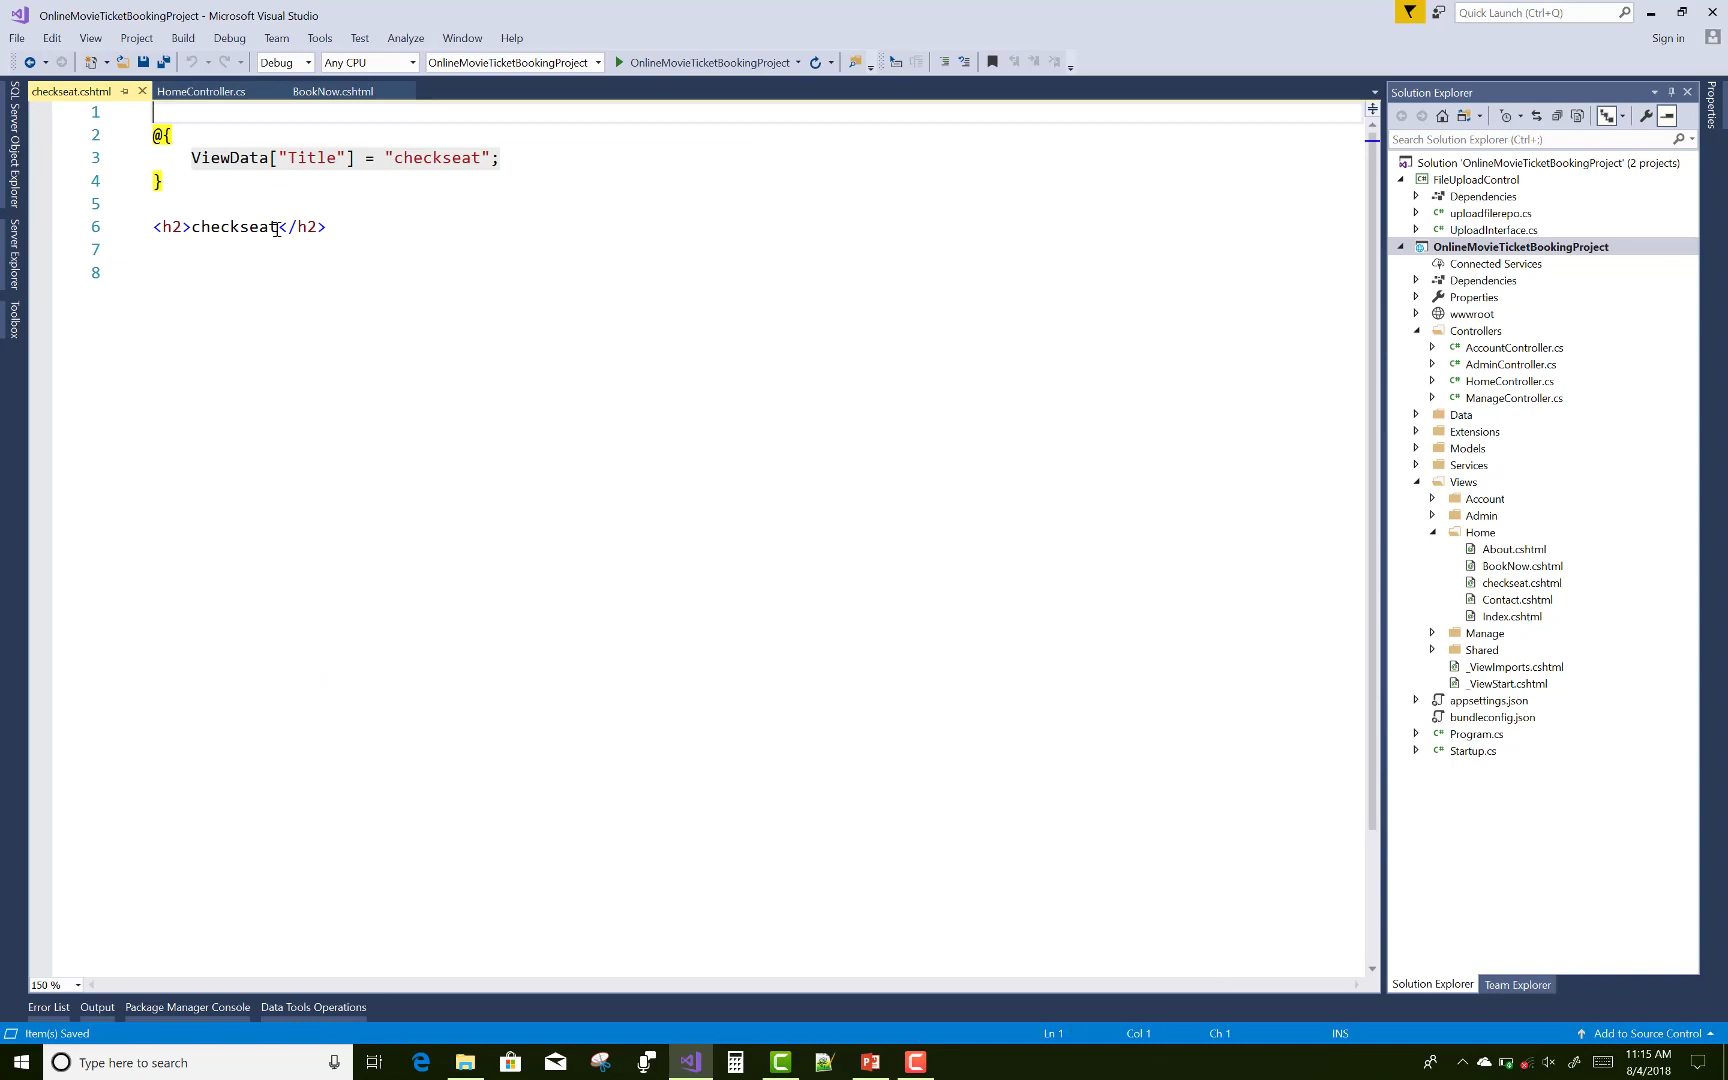 OnlineMovieTicketBookingProject - Microsoft Visual Studio
Quick Launch (Ctrl+Q)
File Edit View Project Build Debug Team Tools Test Analyze Window Help
Sign in
Debug Any CPU OnlineMovieTicketBookingProject OnlineMovieTicketBookingProject
checkseat.cshtml HomeController.cs BookNow.cshtml
SQL Server Object Explorer
Server Explorer
Toolbox
1
2 @{
3 ViewData["Title"] = "checkseat";
4 }
5
6 <h2>checkseat</h2>
7
8
150 %
Solution Explorer
Search Solution Explorer (Ctrl+;)
Solution 'OnlineMovieTicketBookingProject' (2 projects)
FileUploadControl
Dependencies
uploadfilerepo.cs
UploadInterface.cs
OnlineMovieTicketBookingProject
Connected Services
Dependencies
Properties
wwwroot
Controllers
C# AccountController.cs
C# AdminController.cs
C# HomeController.cs
C# ManageController.cs
Data
Extensions
Models
Services
Views
Account
Admin
Home
About.cshtml
BookNow.cshtml
checkseat.cshtml
Contact.cshtml
Index.cshtml
Manage
Shared
_ViewImports.cshtml
_ViewStart.cshtml
appsettings.json
bundleconfig.json
C# Program.cs
C# Startup.cs
Solution Explorer Team Explorer
Properties
Error List Output Package Manager Console Data Tools Operations
Item(s) Saved Ln 1 Col 1 Ch 1 INS Add to Source Control
Type here to search
11:15 AM
8/4/2018